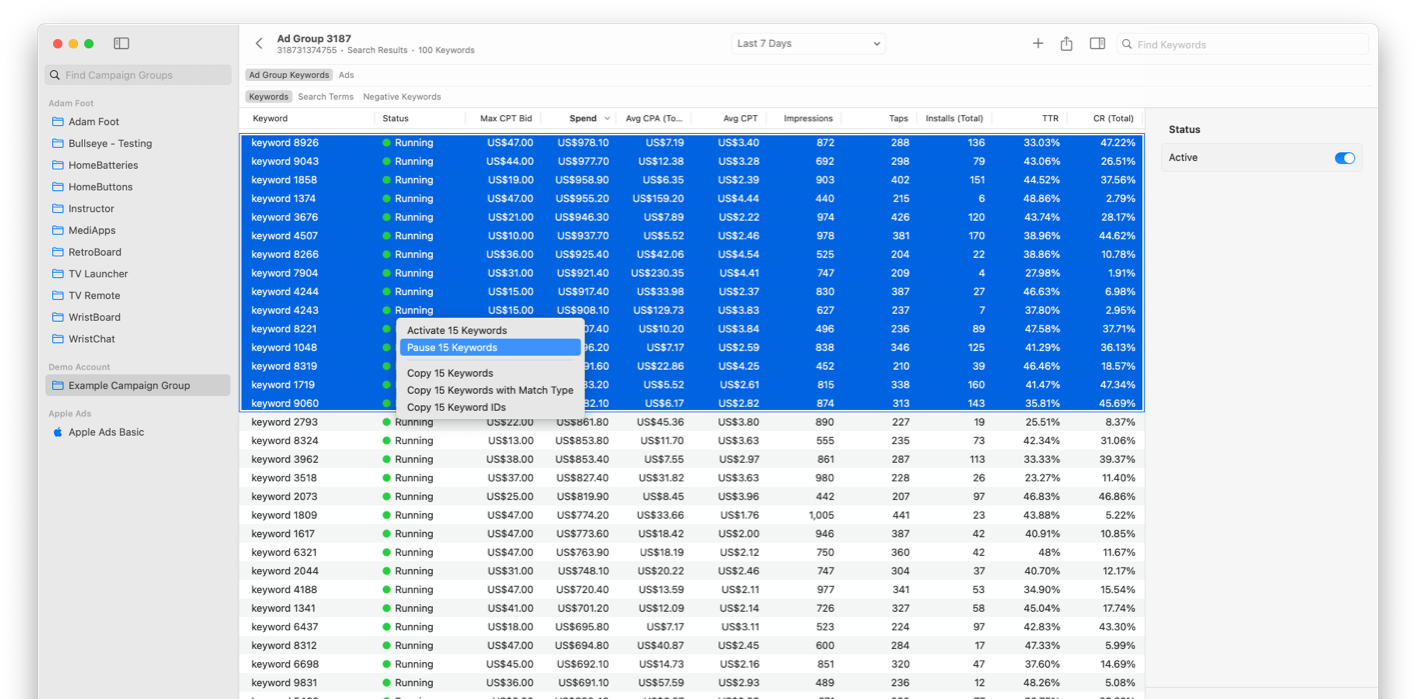 Ad Group 3187
318731374755 • Search Results • 100 Keywords
Last 7 Days
Find Keywords
Find Campaign Groups
Adam Foot
Adam Foot
Bullseye - Testing
HomeBatteries
HomeButtons
Instructor
MediApps
RetroBoard
TV Launcher
TV Remote
WristBoard
WristChat
Demo Account
Example Campaign Group
Apple Ads
Apple Ads Basic
Ad Group Keywords Ads
Keywords Search Terms Negative Keywords
Keyword Status Max CPT Bid Spend Avg CPA (To... Avg CPT Impressions Taps Installs (Total) TTR CR (Total)
keyword 8926 Running US$47.00 US$978.10 US$7.19 US$3.40 872 288 136 33.03% 47.22%
keyword 9043 Running US$44.00 US$977.70 US$12.38 US$3.28 692 298 79 43.06% 26.51%
keyword 1858 Running US$19.00 US$958.90 US$6.35 US$2.39 903 402 151 44.52% 37.56%
keyword 1374 Running US$47.00 US$955.20 US$159.20 US$4.44 440 215 6 48.86% 2.79%
keyword 3676 Running US$21.00 US$946.30 US$7.89 US$2.22 974 426 120 43.74% 28.17%
keyword 4507 Running US$10.00 US$937.70 US$5.52 US$2.46 978 381 170 38.96% 44.62%
keyword 8266 Running US$36.00 US$925.40 US$42.06 US$4.54 525 204 22 38.86% 10.78%
keyword 7904 Running US$31.00 US$921.40 US$230.35 US$4.41 747 209 4 27.98% 1.91%
keyword 4244 Running US$15.00 US$917.40 US$33.98 US$2.37 830 387 27 46.63% 6.98%
keyword 4243 Running US$15.00 US$908.10 US$129.73 US$3.83 627 237 7 37.80% 2.95%
keyword 8221 07.40 US$10.20 US$3.84 496 236 89 47.58% 37.71%
keyword 1048 96.20 US$7.17 US$2.59 838 346 125 41.29% 36.13%
keyword 8319 91.60 US$22.86 US$4.25 452 210 39 46.46% 18.57%
keyword 1719 83.20 US$5.52 US$2.61 815 338 160 41.47% 47.34%
keyword 9060 82.10 US$6.17 US$2.82 874 313 143 35.81% 45.69%
Activate 15 Keywords
Pause 15 Keywords
Copy 15 Keywords
Copy 15 Keywords with Match Type
Copy 15 Keyword IDs
keyword 2793 Running US$22.00 US$861.80 US$45.36 US$3.80 890 227 19 25.51% 8.37%
keyword 8324 Running US$13.00 US$853.80 US$11.70 US$3.63 555 235 73 42.34% 31.06%
keyword 3962 Running US$38.00 US$853.40 US$7.55 US$2.97 861 287 113 33.33% 39.37%
keyword 3518 Running US$37.00 US$827.40 US$31.82 US$3.63 980 228 26 23.27% 11.40%
keyword 2073 Running US$25.00 US$819.90 US$8.45 US$3.96 442 207 97 46.83% 46.86%
keyword 1809 Running US$47.00 US$774.20 US$33.66 US$1.76 1,005 441 23 43.88% 5.22%
keyword 1617 Running US$47.00 US$773.60 US$18.42 US$2.00 946 387 42 40.91% 10.85%
keyword 6321 Running US$47.00 US$763.90 US$18.19 US$2.12 750 360 42 48% 11.67%
keyword 2044 Running US$31.00 US$748.10 US$20.22 US$2.46 747 304 37 40.70% 12.17%
keyword 4188 Running US$47.00 US$720.40 US$13.59 US$2.11 977 341 53 34.90% 15.54%
keyword 1341 Running US$41.00 US$701.20 US$12.09 US$2.14 726 327 58 45.04% 17.74%
keyword 6437 Running US$18.00 US$695.80 US$7.17 US$3.11 523 224 97 42.83% 43.30%
keyword 8312 Running US$47.00 US$694.80 US$40.87 US$2.45 600 284 17 47.33% 5.99%
keyword 6698 Running US$45.00 US$692.10 US$14.73 US$2.16 851 320 47 37.60% 14.69%
keyword 9831 Running US$36.00 US$691.10 US$57.59 US$2.93 489 236 12 48.26% 5.08%
Status
Active